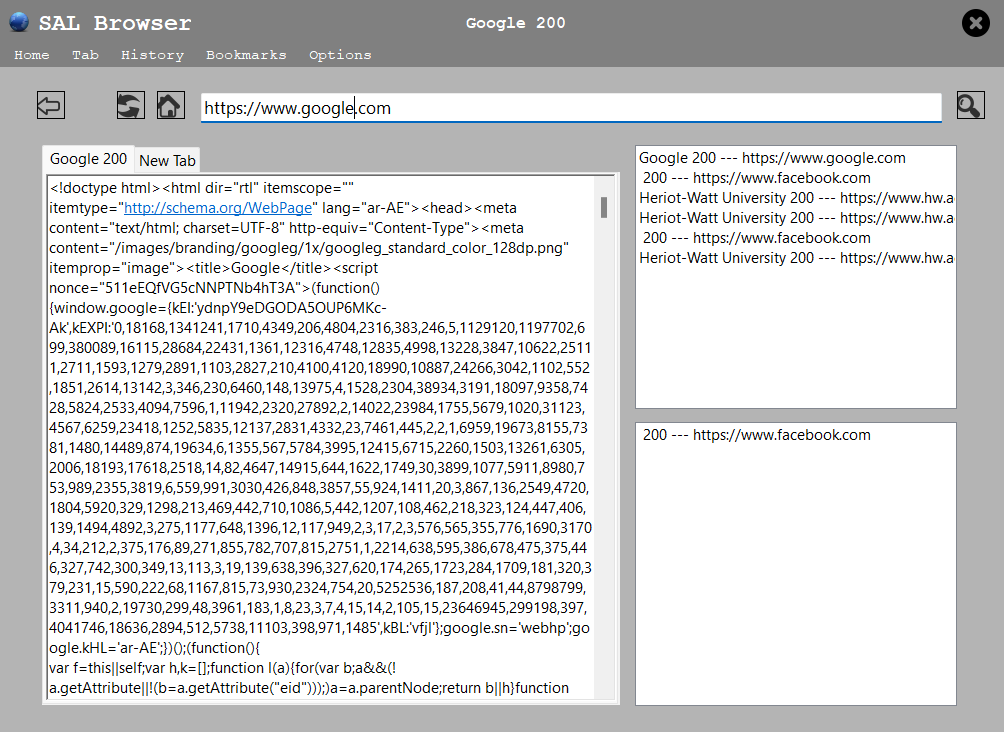 SAL Browser
Google 200
Home Tab History Bookmarks Options
https://www.google.com
Google 200 New Tab
<!doctype html><html dir="rtl" itemscope=""
itemtype="http://schema.org/WebPage" lang="ar-AE"><head><meta
content="text/html; charset=UTF-8" http-equiv="Content-Type"><meta
content="/images/branding/googleg/1x/googleg_standard_color_128dp.png"
itemprop="image"><title>Google</title><script
nonce="511eEQfVG5cNNPTNb4hT3A">(function()
{window.google={kEI:'ydnpY9eDGODA5OUP6MKc-
Ak',kEXPI:'0,18168,1341241,1710,4349,206,4804,2316,383,246,5,1129120,1197702,6
99,380089,16115,28684,22431,1361,12316,4748,12835,4998,13228,3847,10622,2511
1,2711,1593,1279,2891,1103,2827,210,4100,4120,18990,10887,24266,3042,1102,552
,1851,2614,13142,3,346,230,6460,148,13975,4,1528,2304,38934,3191,18097,9358,74
28,5824,2533,4094,7596,1,11942,2320,27892,2,14022,23984,1755,5679,1020,31123,
4567,6259,23418,1252,5835,12137,2831,4332,23,7461,445,2,2,1,6959,19673,8155,73
81,1480,14489,874,19634,6,1355,567,5784,3995,12415,6715,2260,1503,13261,6305,
2006,18193,17618,2518,14,82,4647,14915,644,1622,1749,30,3899,1077,5911,8980,7
53,989,2355,3819,6,559,991,3030,426,848,3857,55,924,1411,20,3,867,136,2549,4720,
1804,5920,329,1298,213,469,442,710,1086,5,442,1207,108,462,218,323,124,447,406,
139,1494,4892,3,275,1177,648,1396,12,117,949,2,3,17,2,3,576,565,355,776,1690,3170
,4,34,212,2,375,176,89,271,855,782,707,815,2751,1,2214,638,595,386,678,475,375,44
6,327,742,300,349,13,113,3,19,139,638,396,327,620,174,265,1723,284,1709,181,320,3
79,231,15,590,222,68,1167,815,73,930,2324,754,20,5252536,187,208,41,44,8798799,
3311,940,2,19730,299,48,3961,183,1,8,23,3,7,4,15,14,2,105,15,23646945,299198,397,
4041746,18636,2894,512,5738,11103,398,971,1485',kBL:'vfjl'};google.sn='webhp';go
ogle.kHL='ar-AE';})();(function(){
var f=this||self;var h,k=[];function l(a){for(var b;a&&(!
a.getAttribute||!(b=a.getAttribute("eid")));)a=a.parentNode;return b||h}function
Google 200 --- https://www.google.com
200 --- https://www.facebook.com
Heriot-Watt University 200 --- https://www.hw.a
Heriot-Watt University 200 --- https://www.hw.a
200 --- https://www.facebook.com
Heriot-Watt University 200 --- https://www.hw.a
200 --- https://www.facebook.com